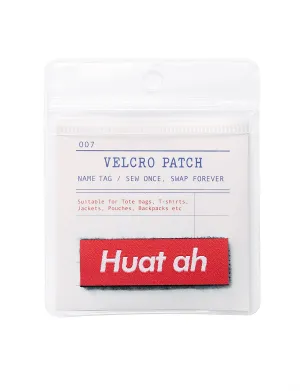 007
VELCRO PATCH
NAME TAG / SEW ONCE, SWAP FOREVER
Suitable for Tote Bags, T-shirts,
Jackets, Pouches, Backpacks etc
Huat ah